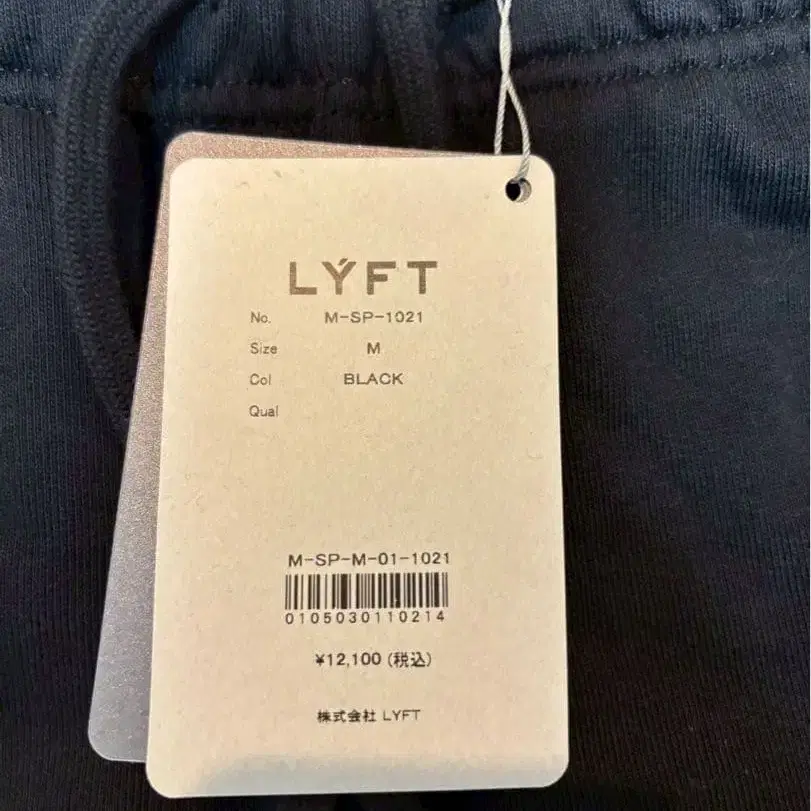 LÝFT
No. M-SP-1021
Size M
Col BLACK
Qual
M-SP-M-01-1021
0105030110214
¥12,100 (税込)
株式会社 LYFT